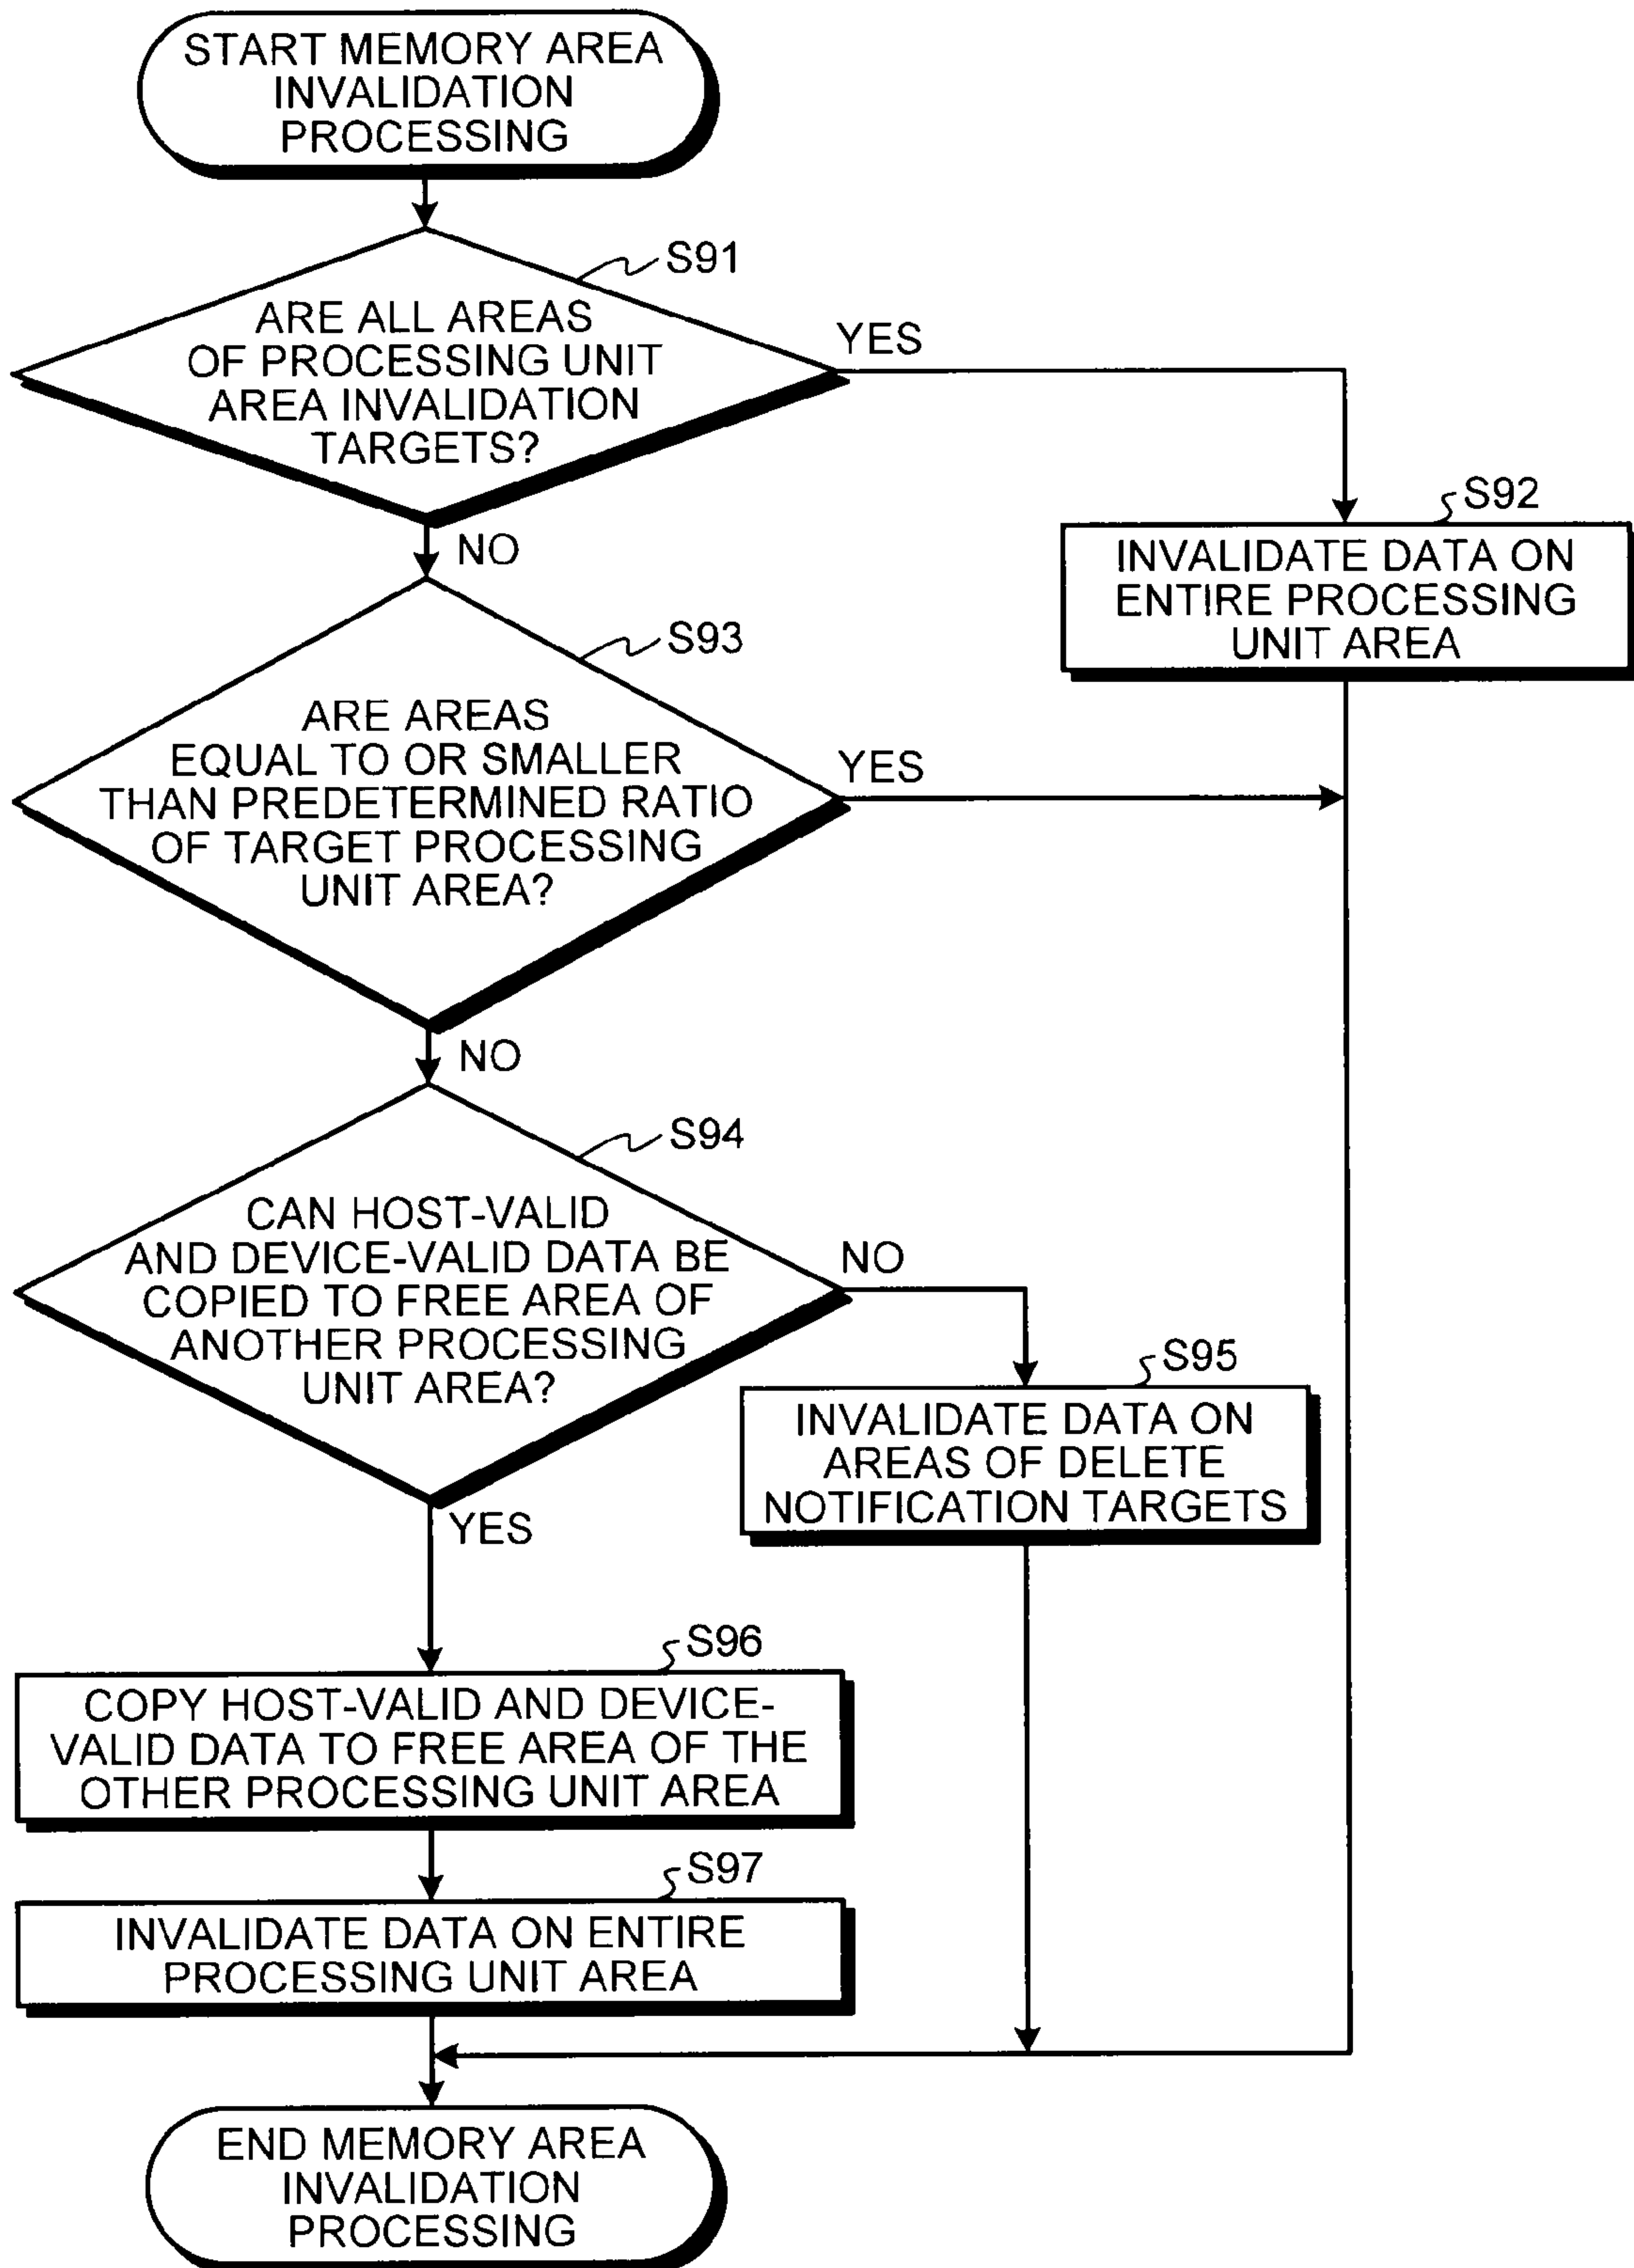 START MEMORY AREA
INVALIDATION
PROCESSING
S91
ARE ALL AREAS
OF PROCESSING UNIT
AREA INVALIDATION
TARGETS?
YES
NO
S92
INVALIDATE DATA ON
ENTIRE PROCESSING
UNIT AREA
S93
ARE AREAS
EQUAL TO OR SMALLER
THAN PREDETERMINED RATIO
OF TARGET PROCESSING
UNIT AREA?
YES
NO
S94
CAN HOST-VALID
AND DEVICE-VALID DATA BE
COPIED TO FREE AREA OF
ANOTHER PROCESSING
UNIT AREA?
NO
YES
S95
INVALIDATE DATA ON
AREAS OF DELETE
NOTIFICATION TARGETS
S96
COPY HOST-VALID AND DEVICE-
VALID DATA TO FREE AREA OF THE
OTHER PROCESSING UNIT AREA
S97
INVALIDATE DATA ON ENTIRE
PROCESSING UNIT AREA
END MEMORY AREA
INVALIDATION
PROCESSING